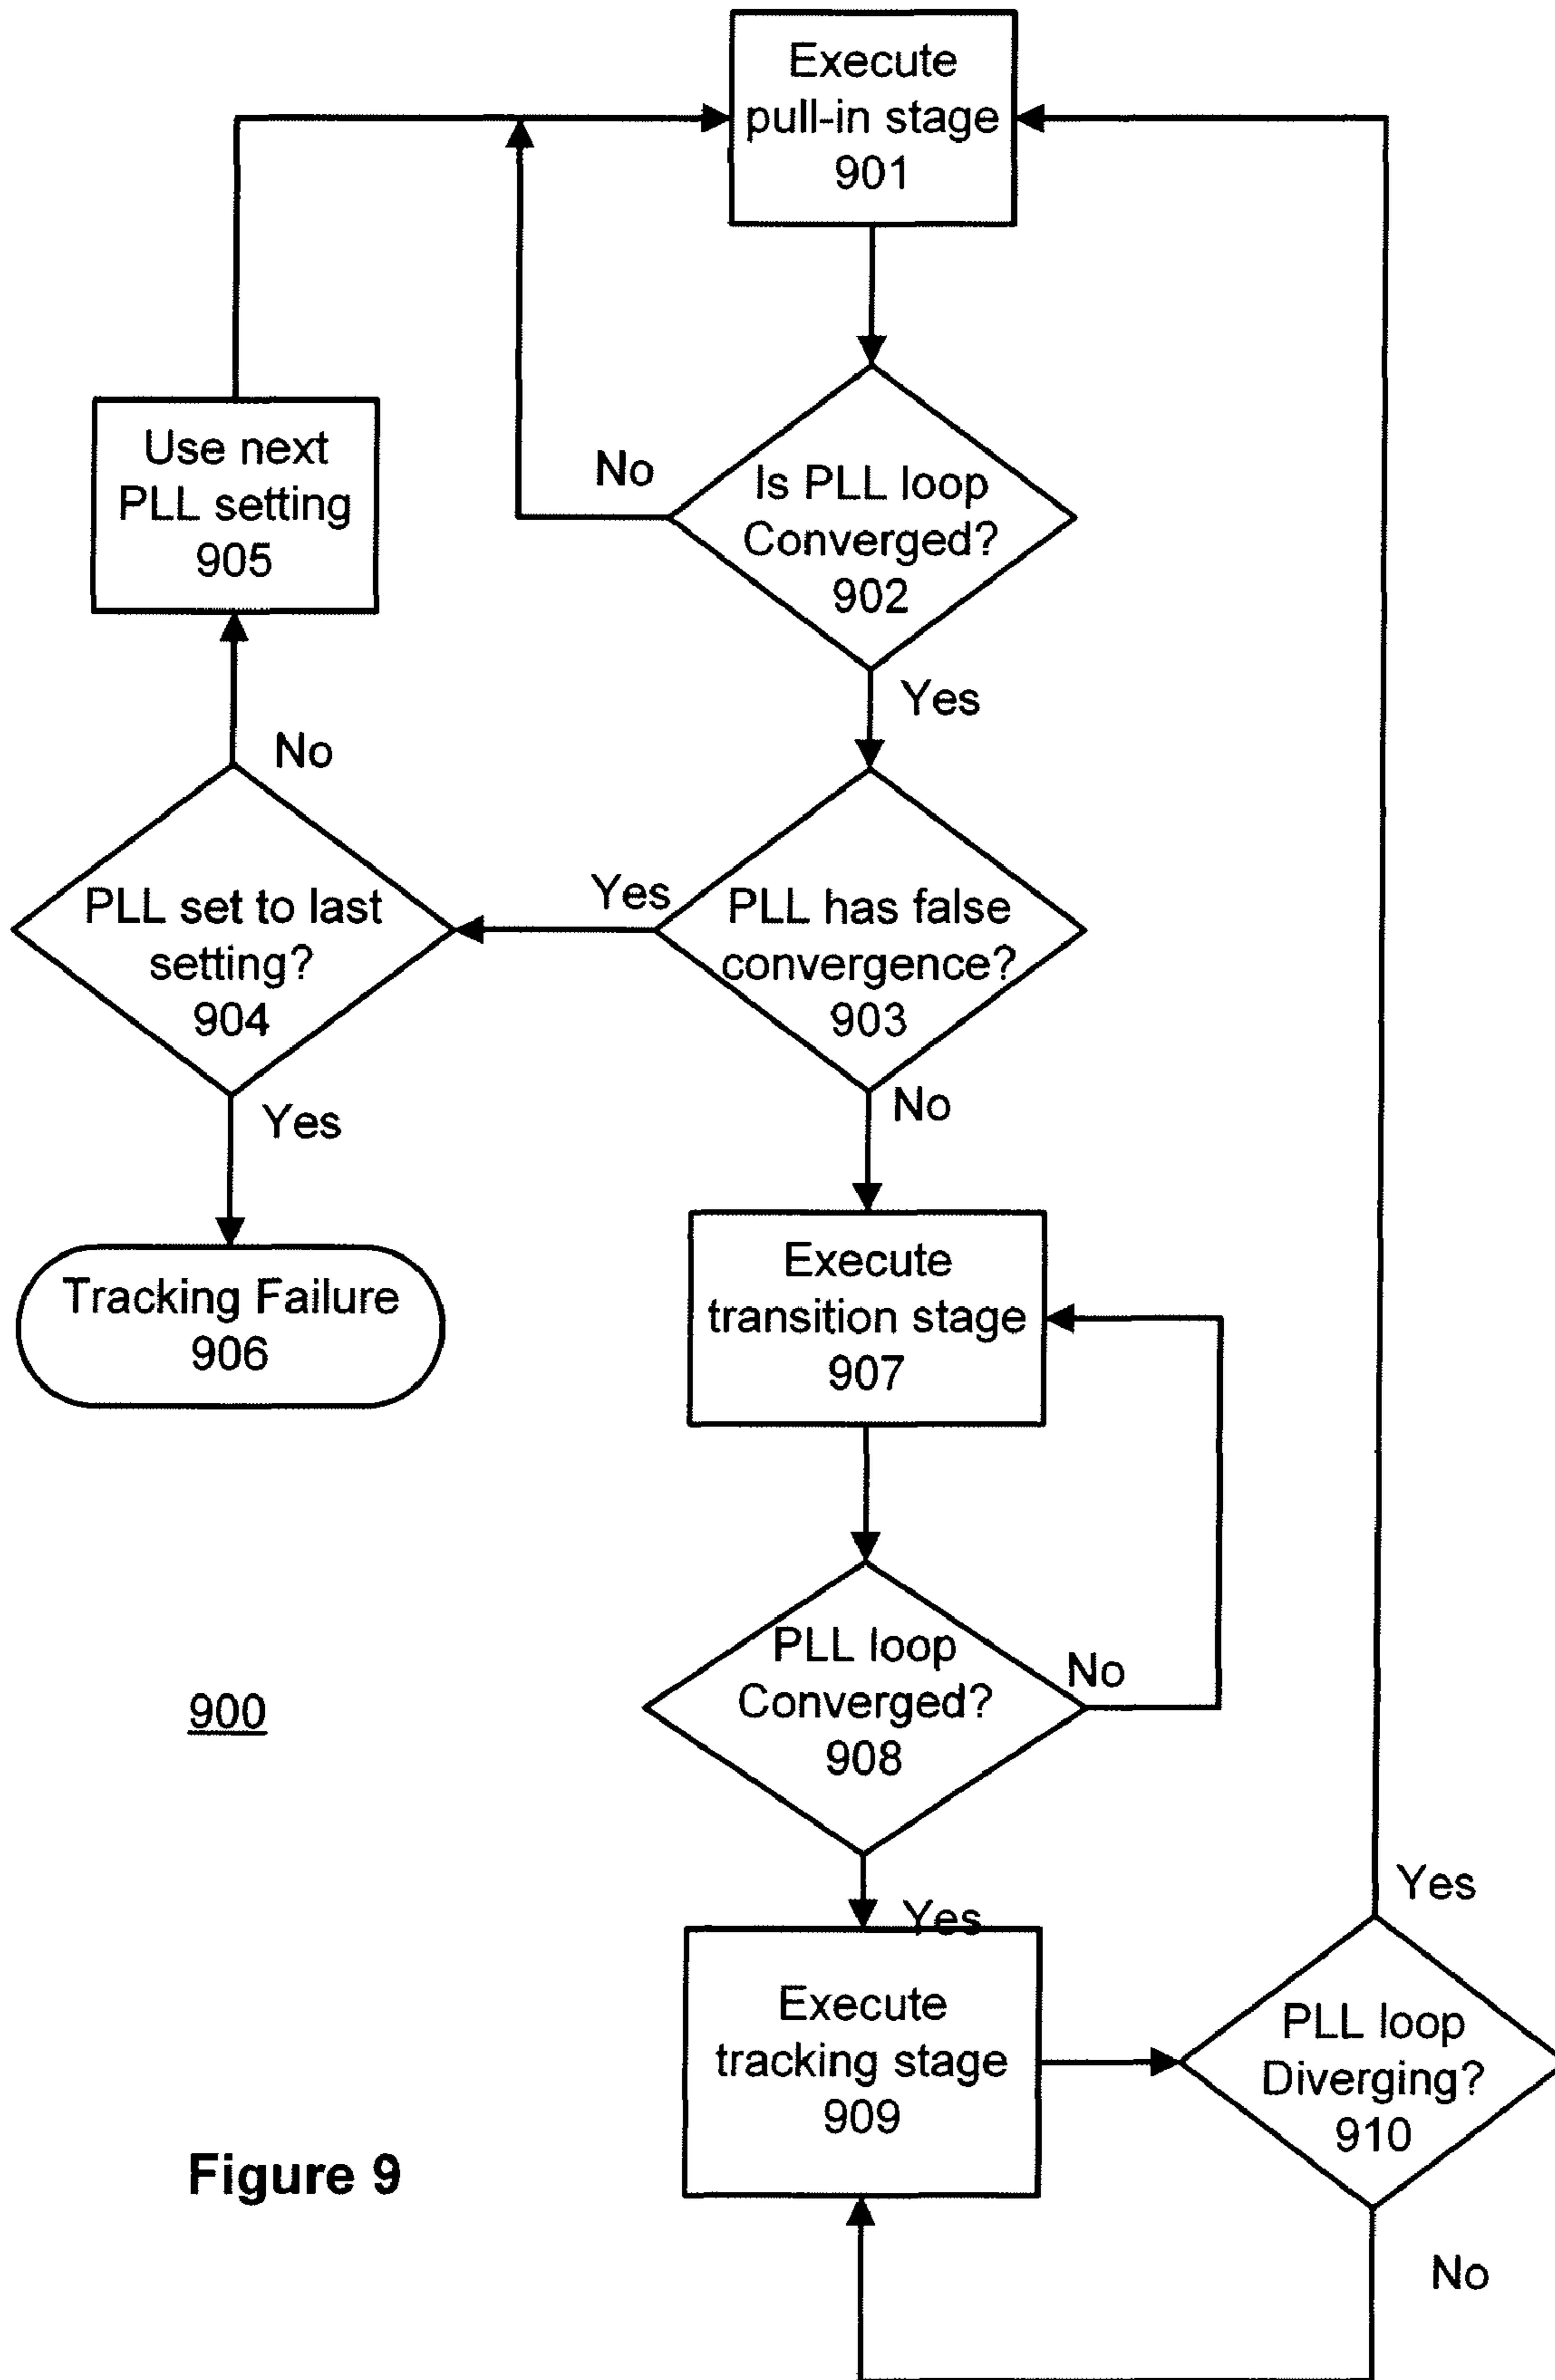 Execute
pull-in stage
901
Use next
PLL setting
905
No
Is PLL loop
Converged?
902
Yes
No
Yes
PLL set to last
setting?
904
PLL has false
convergence?
903
Yes
No
Tracking Failure
906
Execute
transition stage
907
PLL loop
Converged?
908
No
900
Yes
Yes
Execute
tracking stage
909
PLL loop
Diverging?
910
Figure 9
No